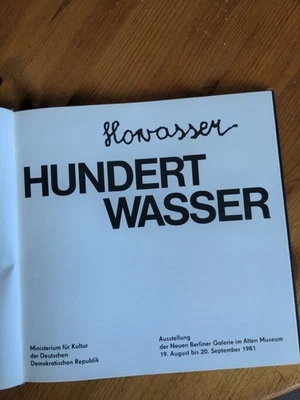 HUNDERT
WASSER
Ministerium für Kultur
der Deutschen
Demokratischen Republik
Ausstellung
der Neuen Berliner Galerie im Alten Museum
19. August bis 20. September 1981